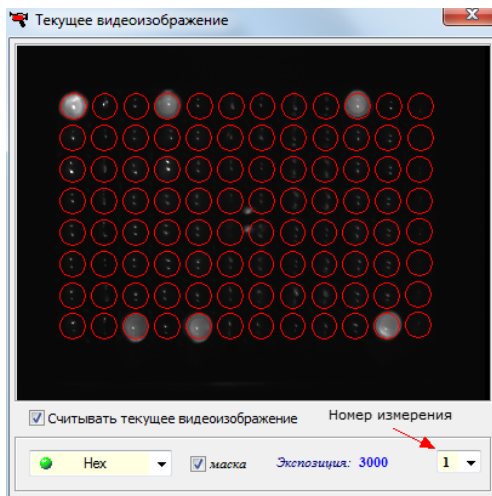 Текущее видеоизображение
Считывать текущее видеоизображение
Номер измерения
Hex
маска
Экспозиция: 3000
1